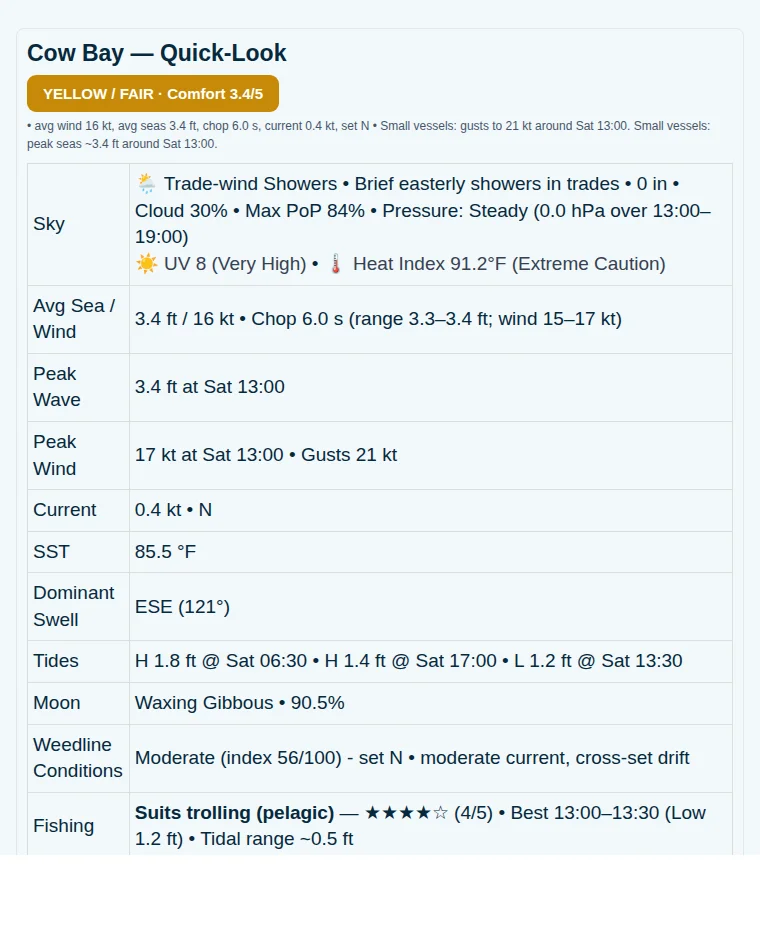 Cow Bay — Quick-Look
YELLOW / FAIR · Comfort 3.4/5
• avg wind 16 kt, avg seas 3.4 ft, chop 6.0 s, current 0.4 kt, set N • Small vessels: gusts to 21 kt around Sat 13:00. Small vessels:
peak seas ~3.4 ft around Sat 13:00.
Sky
🌦️ Trade-wind Showers • Brief easterly showers in trades • 0 in •
Cloud 30% • Max PoP 84% • Pressure: Steady (0.0 hPa over 13:00–
19:00)
☀️ UV 8 (Very High) • 🌡️ Heat Index 91.2°F (Extreme Caution)
Avg Sea /
Wind
3.4 ft / 16 kt • Chop 6.0 s (range 3.3–3.4 ft; wind 15–17 kt)
Peak
Wave
3.4 ft at Sat 13:00
Peak
Wind
17 kt at Sat 13:00 • Gusts 21 kt
Current
0.4 kt • N
SST
85.5 °F
Dominant
Swell
ESE (121°)
Tides
H 1.8 ft @ Sat 06:30 • H 1.4 ft @ Sat 17:00 • L 1.2 ft @ Sat 13:30
Moon
Waxing Gibbous • 90.5%
Weedline
Conditions
Moderate (index 56/100) - set N • moderate current, cross-set drift
Fishing
Suits trolling (pelagic) — ★★★★☆ (4/5) • Best 13:00–13:30 (Low
1.2 ft) • Tidal range ~0.5 ft